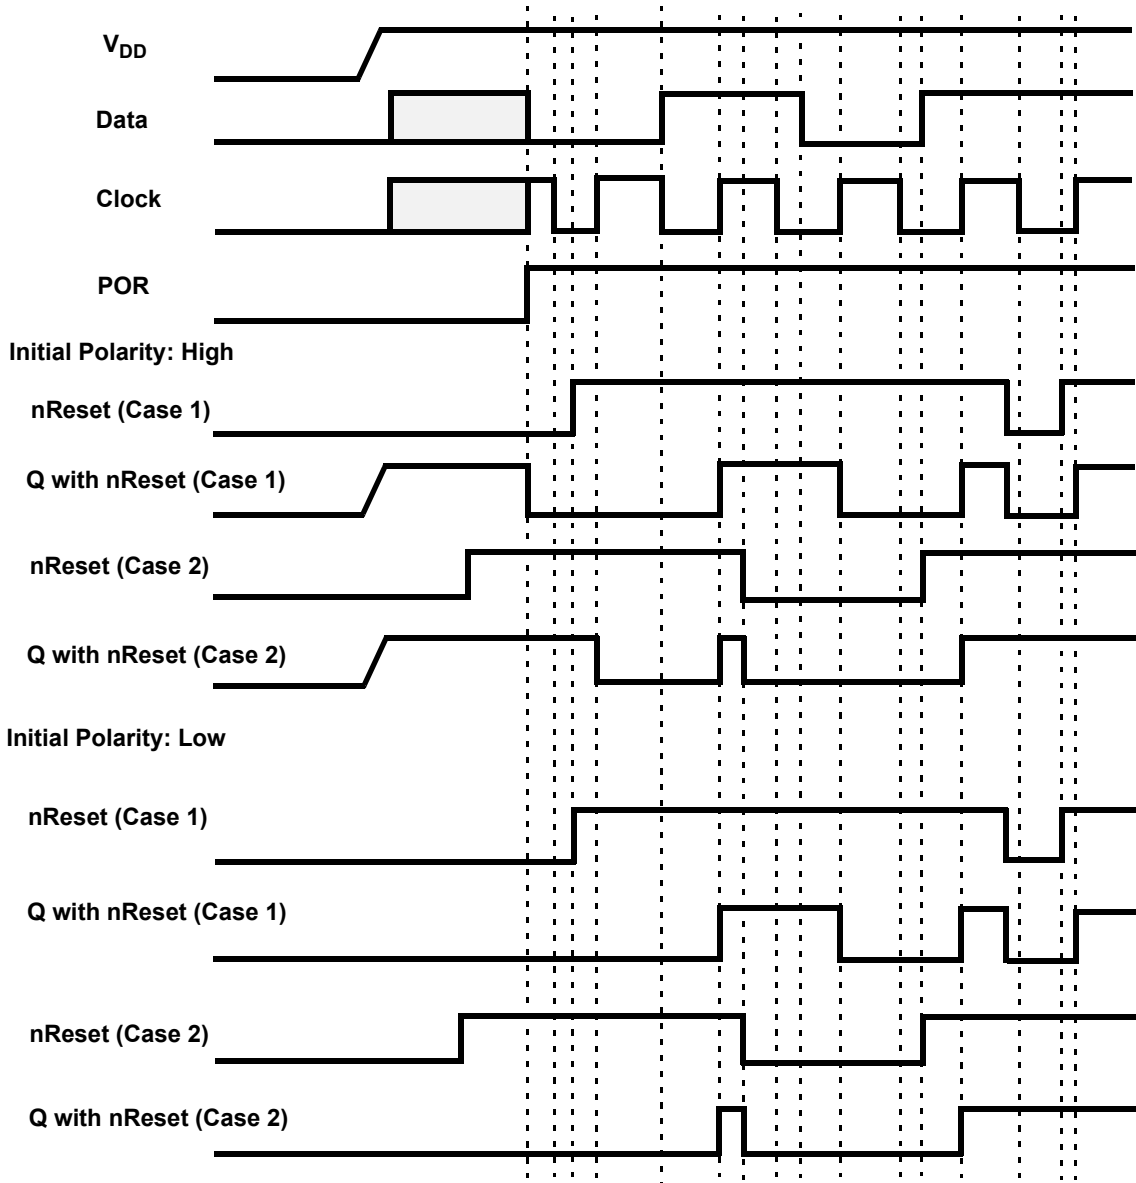 VDD
Data
Clock
POR
Initial Polarity: High
nReset (Case 1)
Q with nReset (Case 1)
nReset (Case 2)
Q with nReset (Case 2)
Initial Polarity: Low
nReset (Case 1)
Q with nReset (Case 1)
nReset (Case 2)
Q with nReset (Case 2)